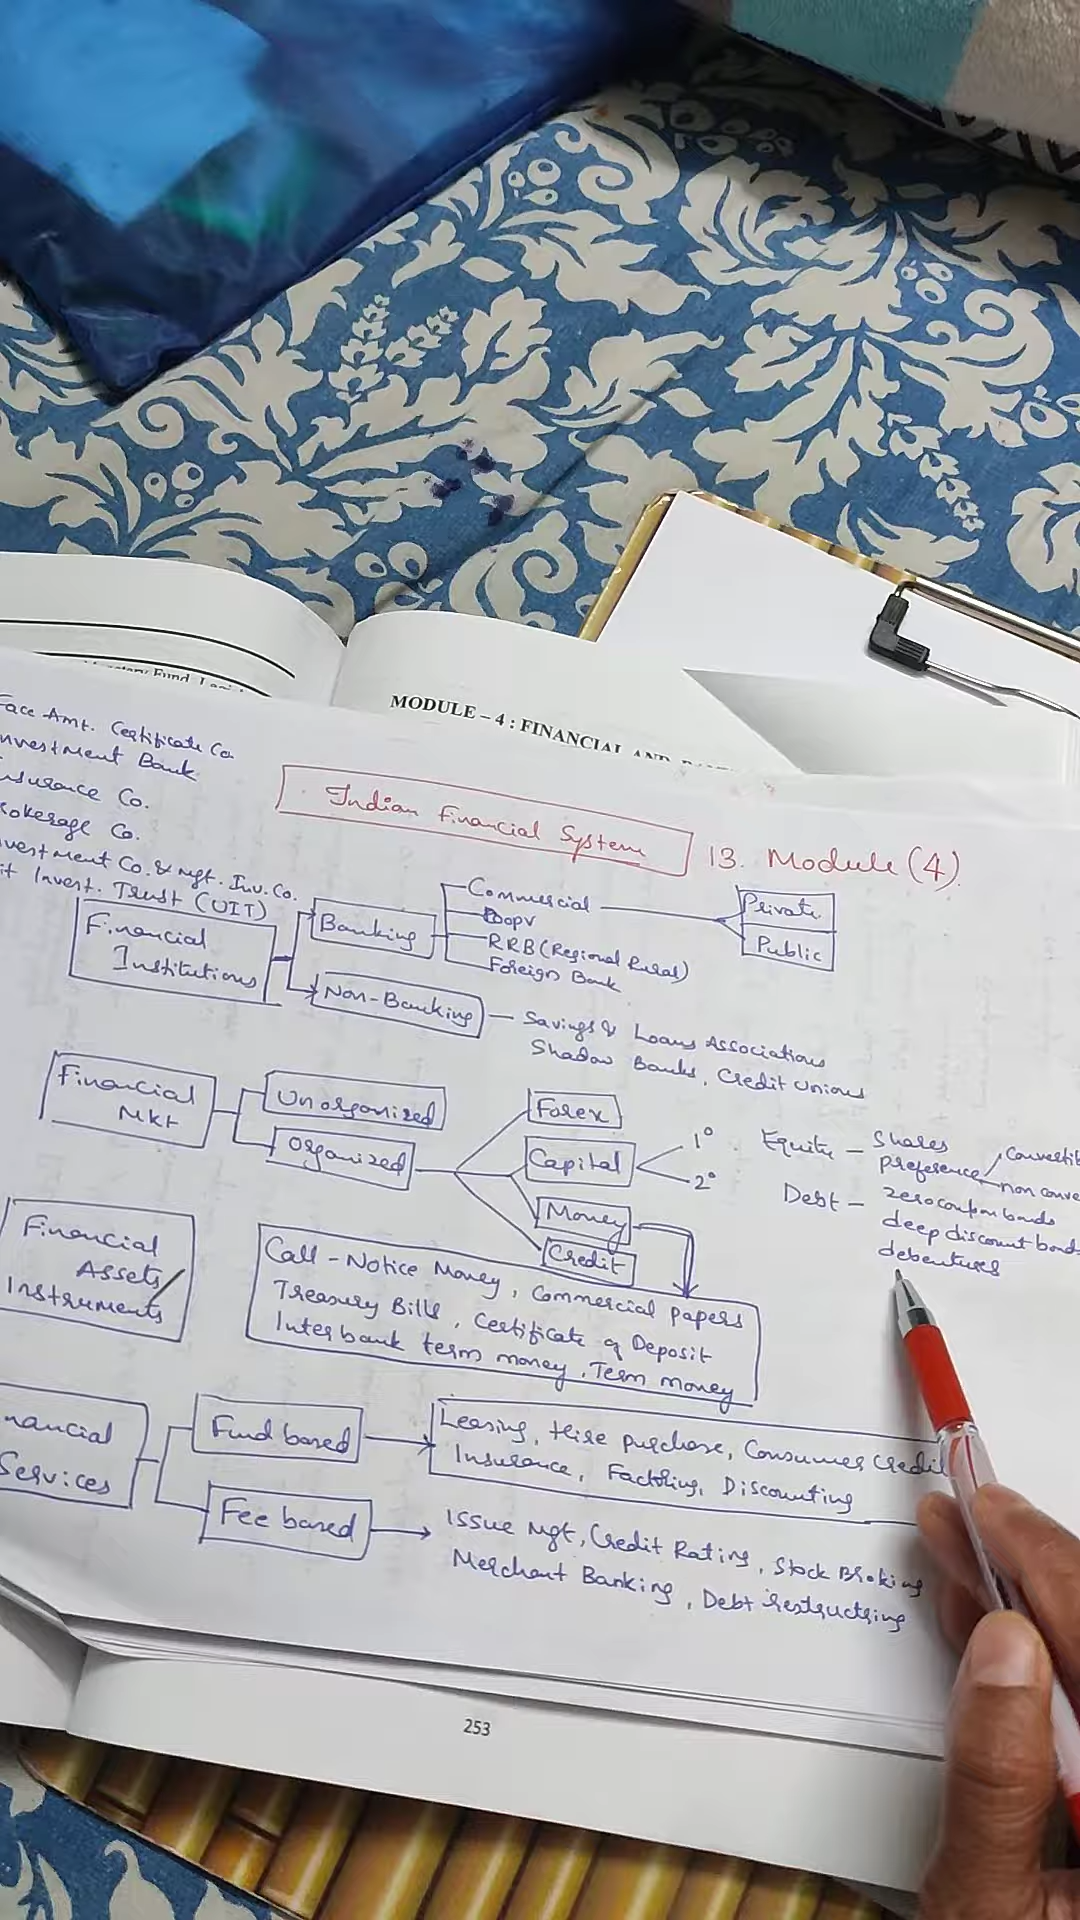 MODULE – 4 : FINANCIAL AND
Face Amt. Certificate Co.
Investment Bank
Insurance Co.
Brokerage Co.
Investment Co. & Mgt. Inv. Co.
Unit Invest. Trust (UIT)
Indian Financial System
13. Module (4)
Financial Institutions
Banking
Commercial
Private
Public
Coopv
RRB (Regional Rural)
Foreign Bank
Non-Banking
Savings & Loans Associations
Shadow Banks, Credit Unions
Financial Mkt
Unorganized
Organized
Forex
Capital
1°
2°
Equity – Shares
preference
non conve
Debt – zero coupon bonds
deep discount bond
debentures
Money
Credit
Financial
Assets/
Instruments
Call-Notice Money, Commercial papers
Treasury Bills, Certificate of Deposit
Interbank term money, Term money
nancial
Services
Fund based
Leasing, Hire purchase, Consumer credit
Insurance, Factoring, Discounting
Fee based
Issue Mgt, Credit Rating, Stock Broking
Merchant Banking, Debt restructring
253